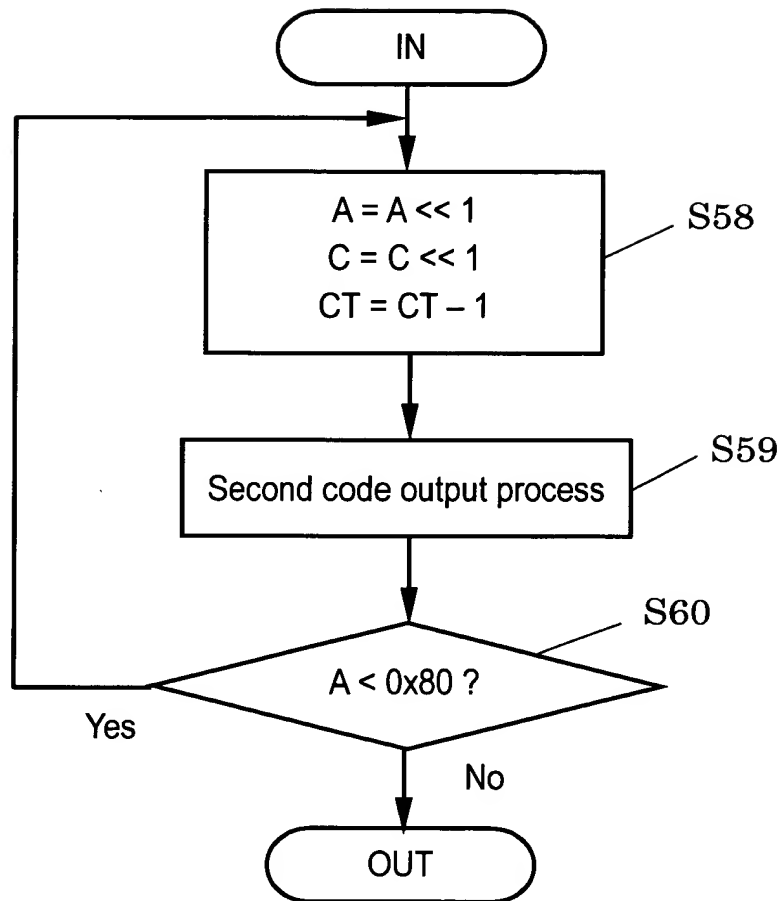 IN
A = A << 1
C = C << 1
CT = CT – 1
S58
Second code output process
S59
S60
A < 0x80 ?
Yes
No
OUT